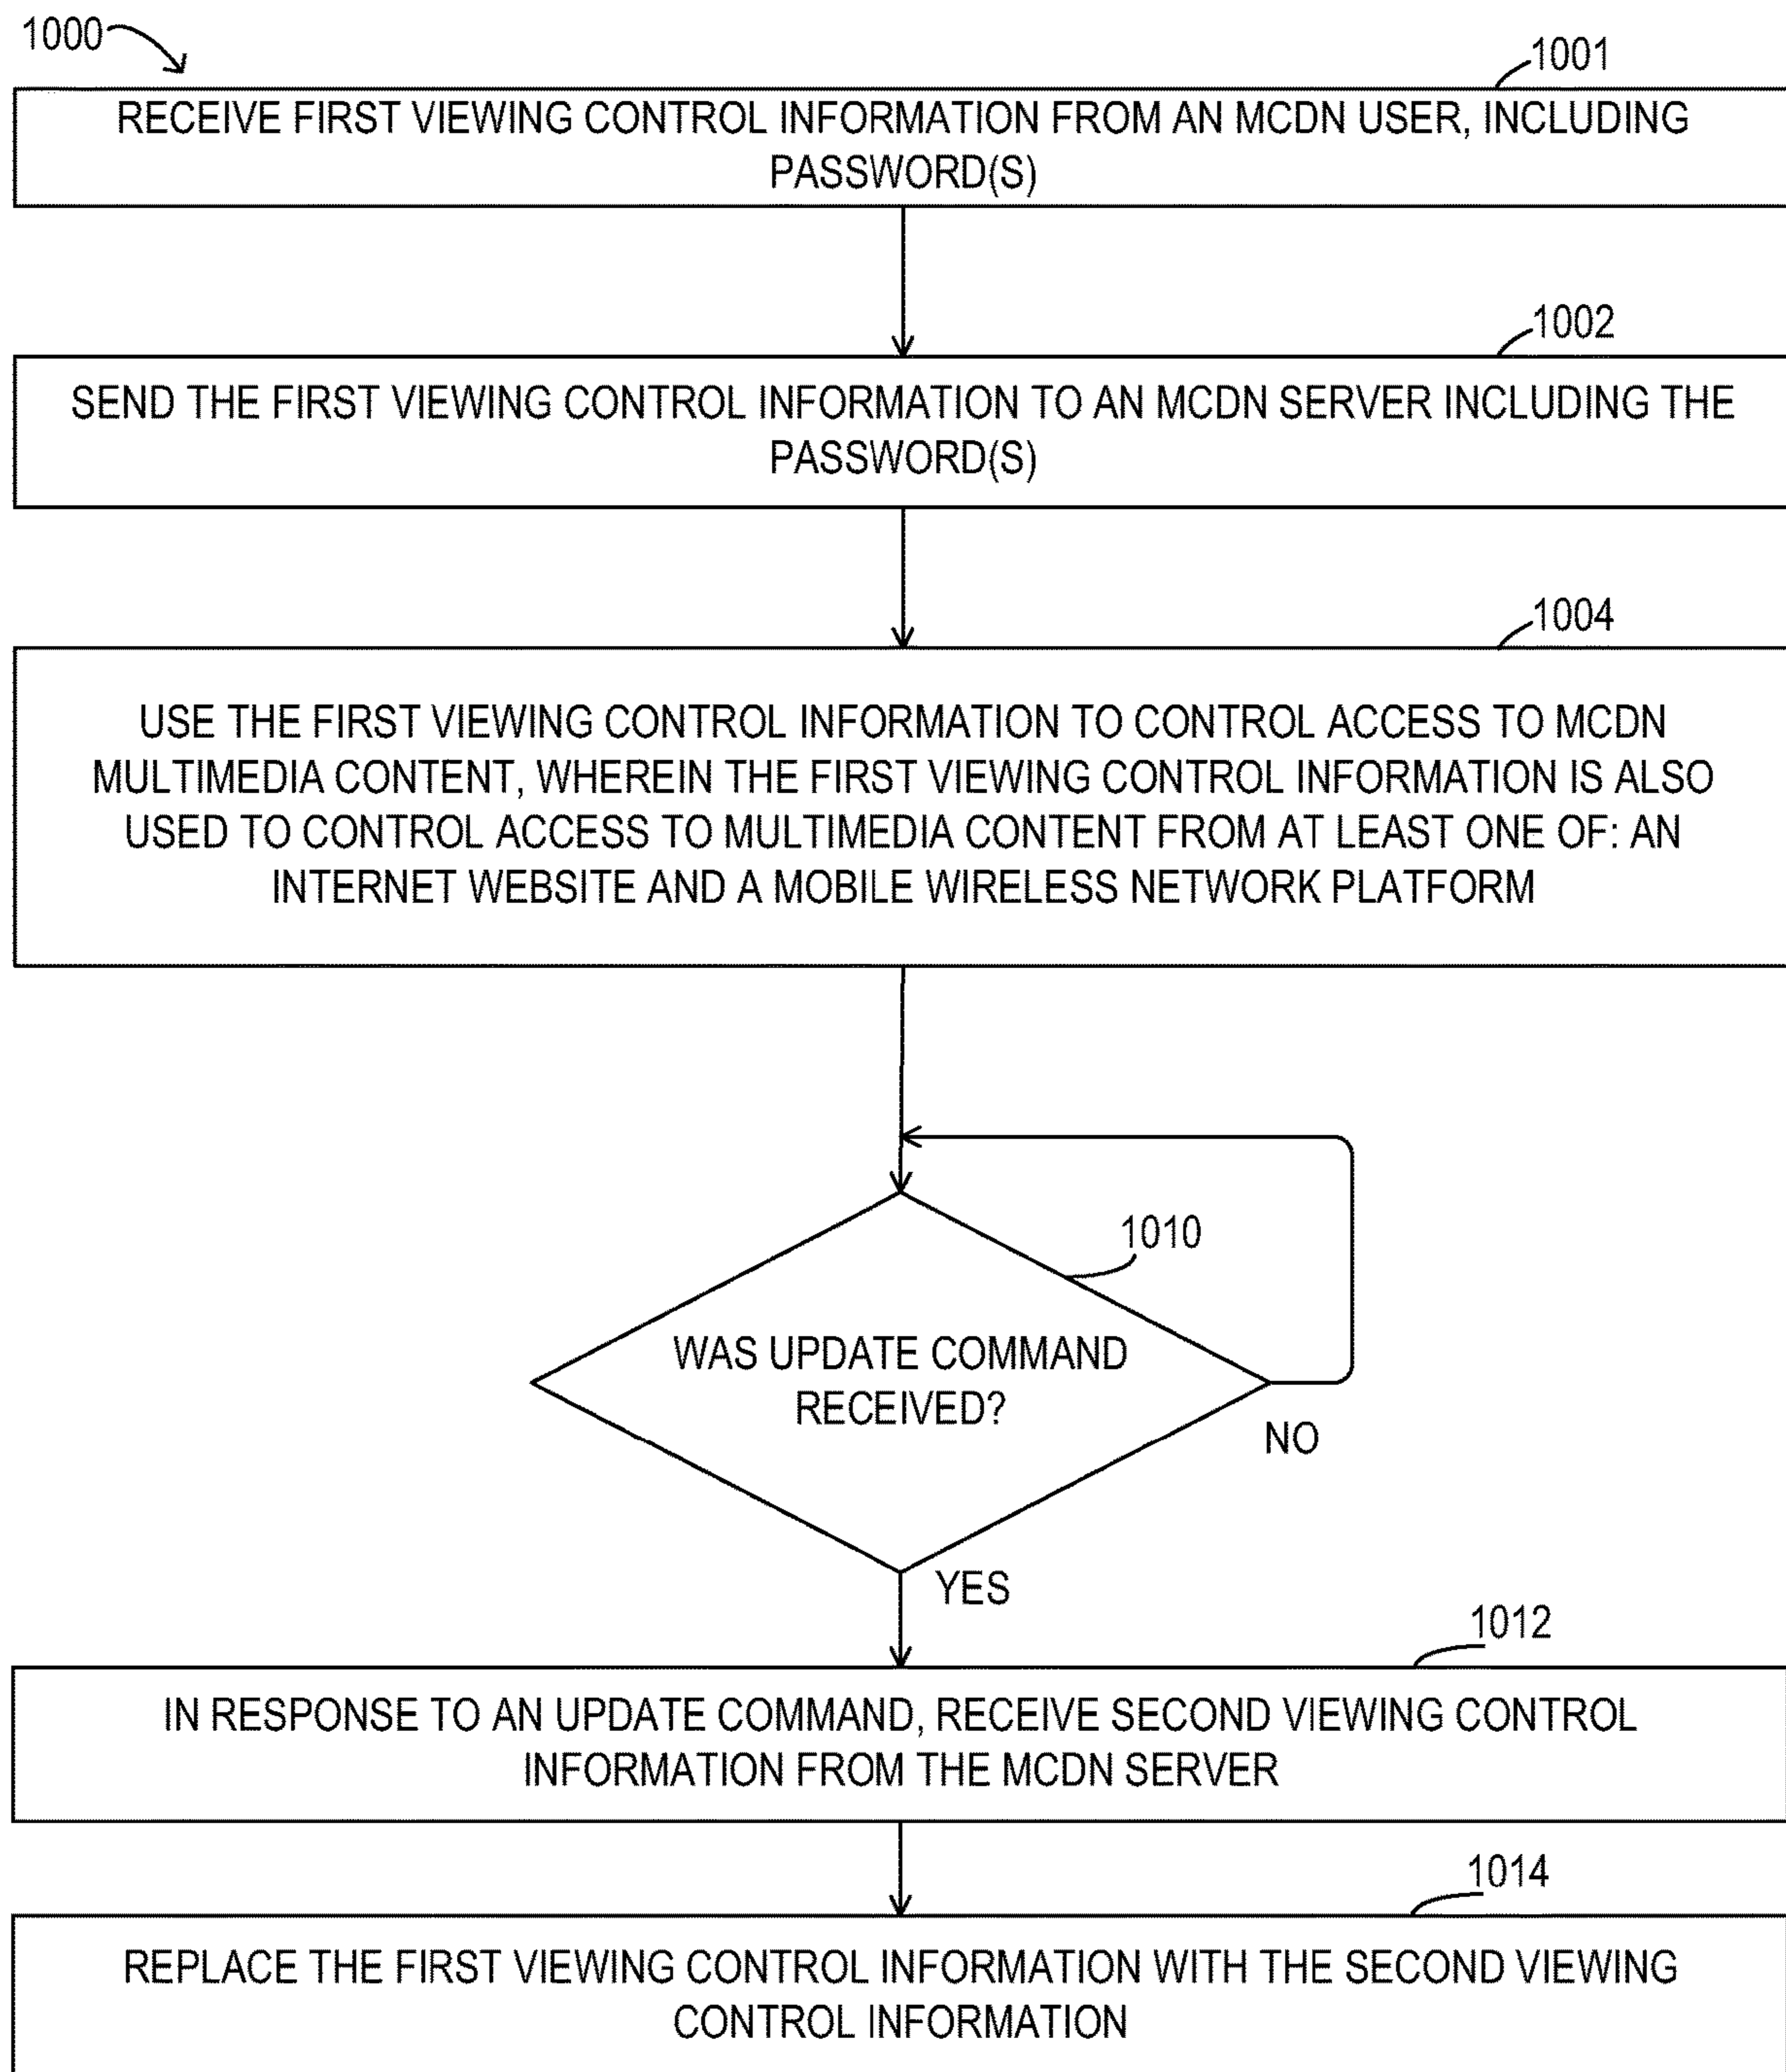 1000
1001
RECEIVE FIRST VIEWING CONTROL INFORMATION FROM AN MCDN USER, INCLUDING
PASSWORD(S)
1002
SEND THE FIRST VIEWING CONTROL INFORMATION TO AN MCDN SERVER INCLUDING THE
PASSWORD(S)
1004
USE THE FIRST VIEWING CONTROL INFORMATION TO CONTROL ACCESS TO MCDN
MULTIMEDIA CONTENT, WHEREIN THE FIRST VIEWING CONTROL INFORMATION IS ALSO
USED TO CONTROL ACCESS TO MULTIMEDIA CONTENT FROM AT LEAST ONE OF: AN
INTERNET WEBSITE AND A MOBILE WIRELESS NETWORK PLATFORM
1010
WAS UPDATE COMMAND
RECEIVED?
NO
YES
1012
IN RESPONSE TO AN UPDATE COMMAND, RECEIVE SECOND VIEWING CONTROL
INFORMATION FROM THE MCDN SERVER
1014
REPLACE THE FIRST VIEWING CONTROL INFORMATION WITH THE SECOND VIEWING
CONTROL INFORMATION